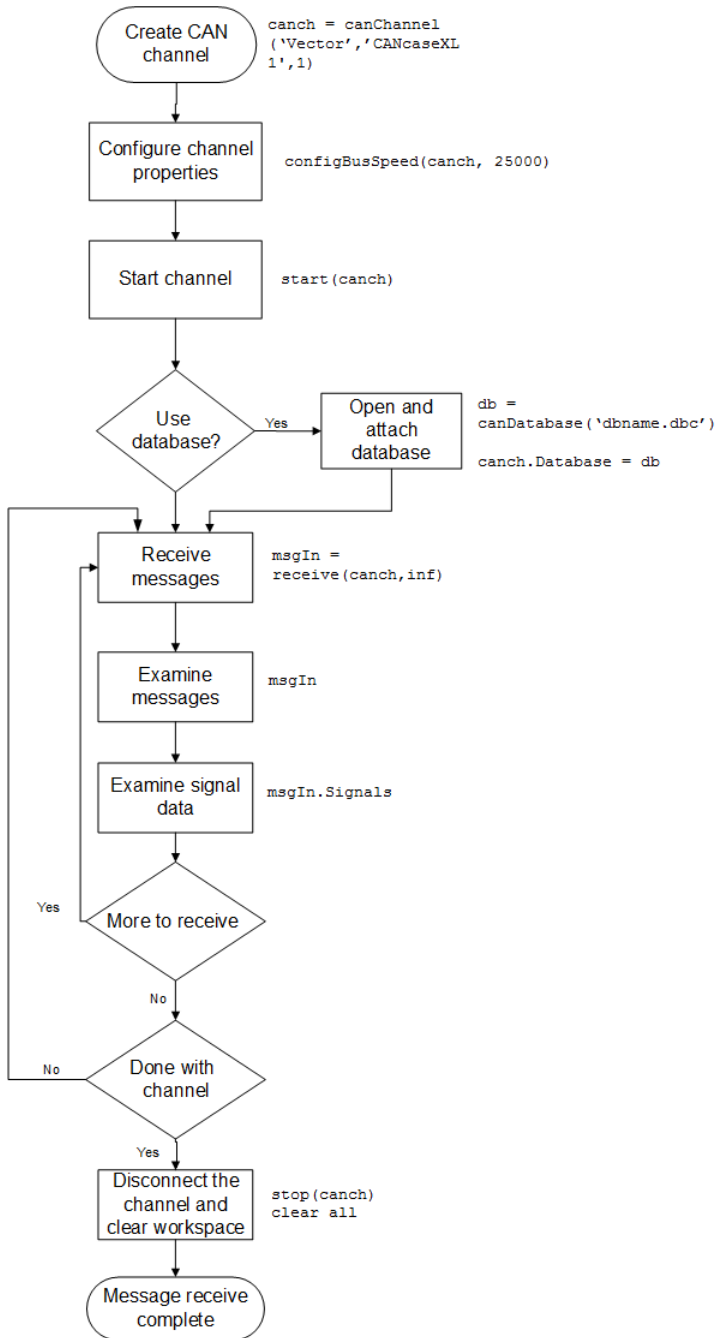 Create CAN
channel
canch = canChannel
(‘Vector’,’CANcaseXL
1',1)
Configure channel
properties
configBusSpeed(canch, 25000)
Start channel
start(canch)
Use
database?
Yes
Open and
attach
database
db =
canDatabase(‘dbname.dbc’)
canch.Database = db
Receive
messages
msgIn =
receive(canch,inf)
Examine
messages
msgIn
Examine signal
data
msgIn.Signals
Yes
More to receive
No
Done with
channel
No
Yes
Disconnect the
channel and
clear workspace
stop(canch)
clear all
Message receive
complete